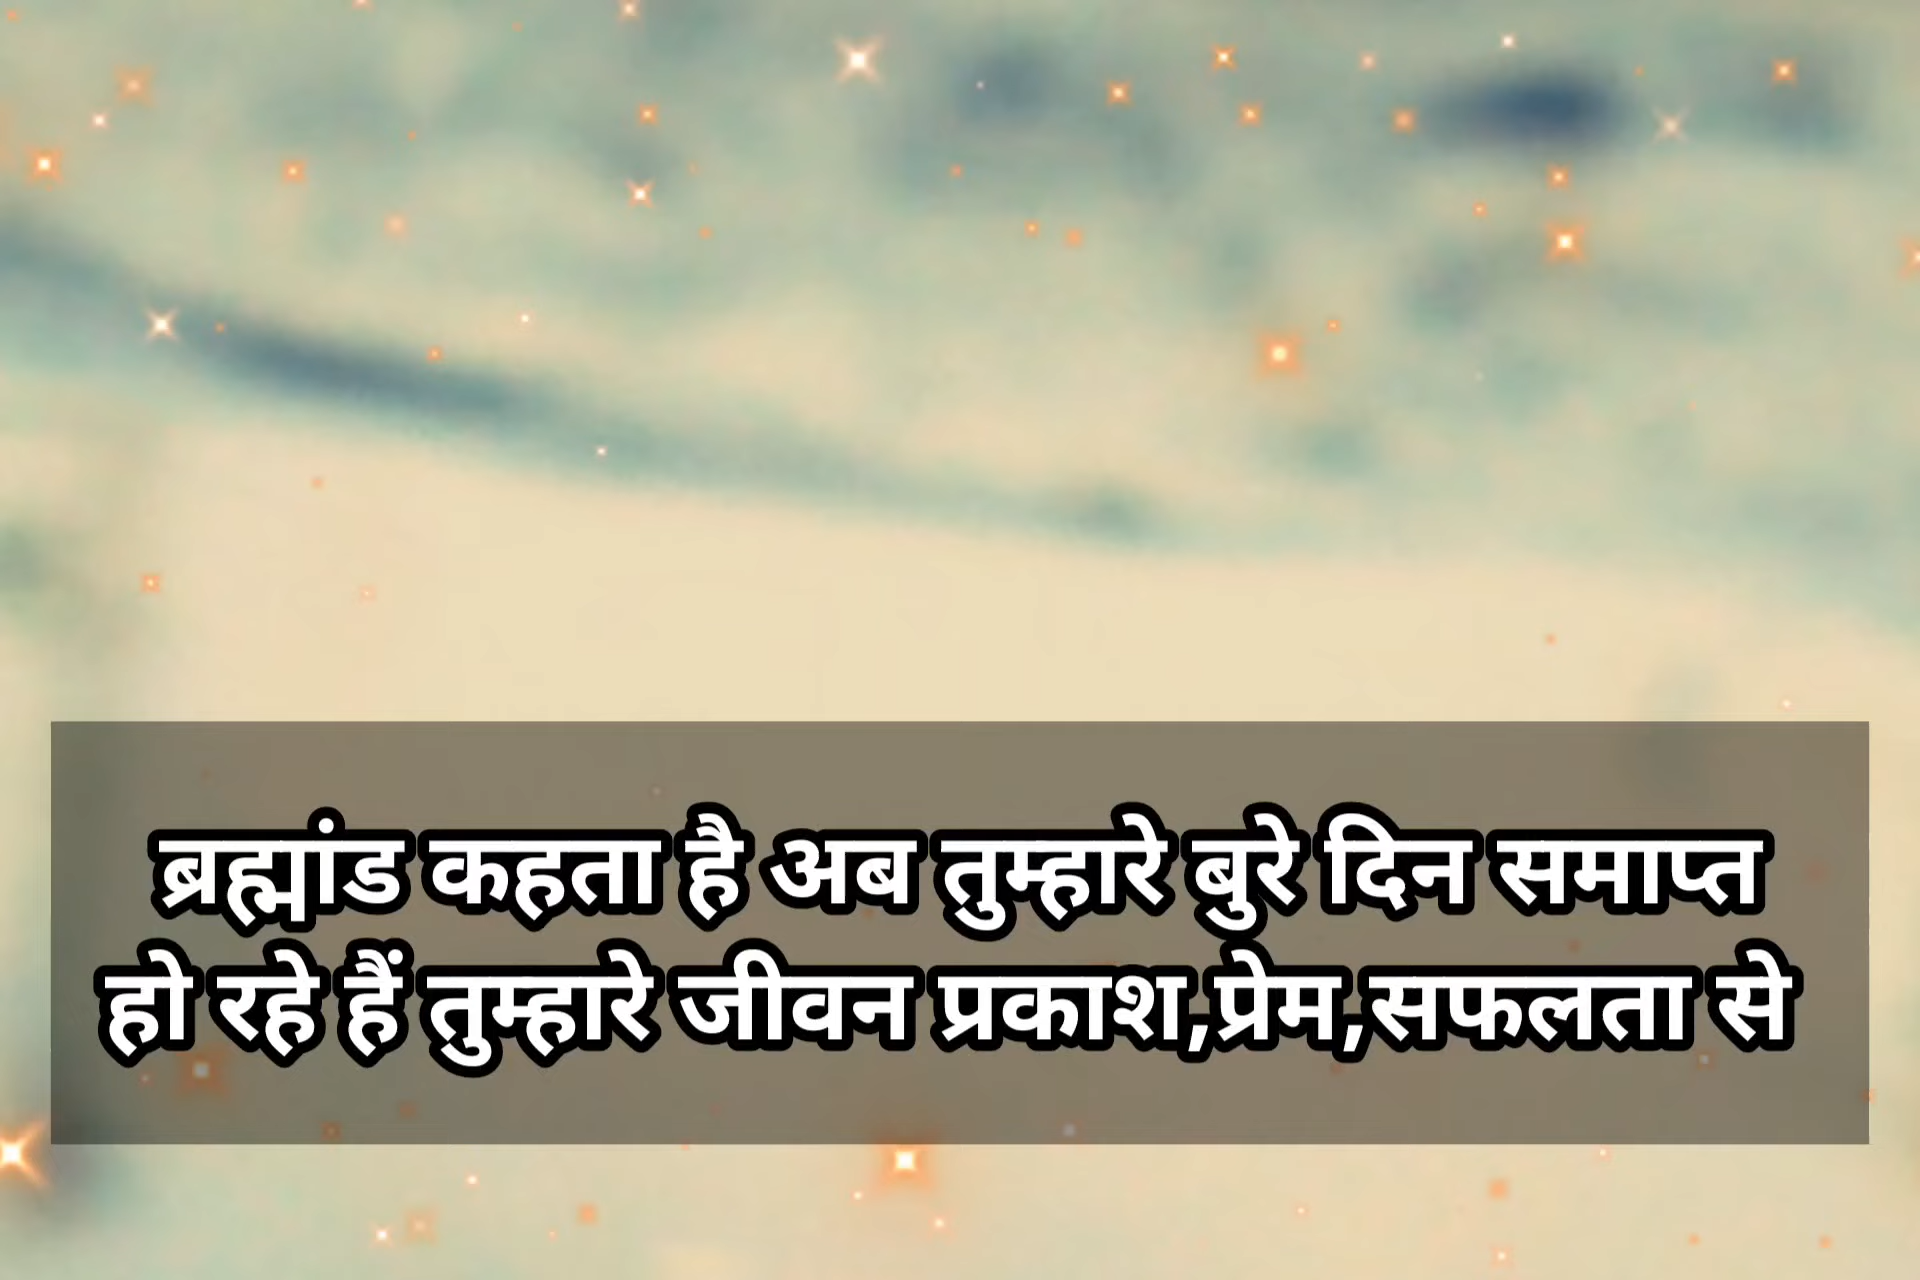 ब्रह्मांड कहता है अब तुम्हारे बुरे दिन समाप्त
हो रहे हैं तुम्हारे जीवन प्रकाश,प्रेम,सफलता से